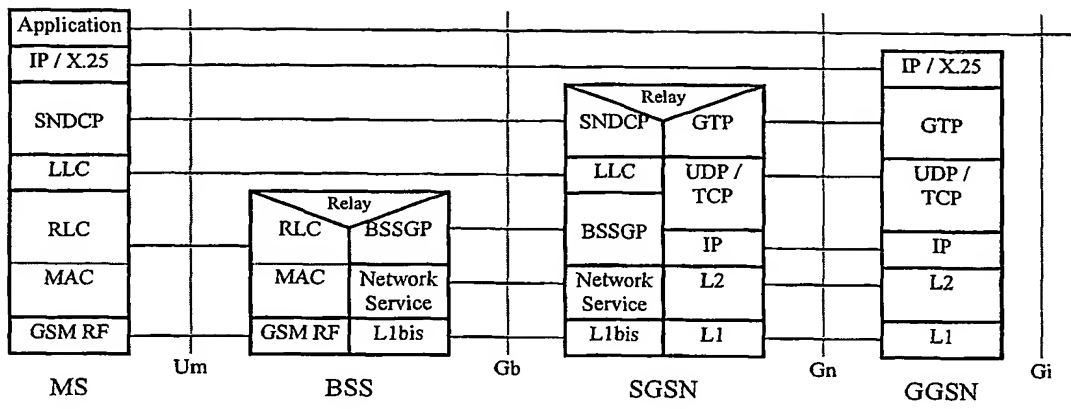 Application
IP / X.25
SNDCP
LLC
RLC
MAC
GSM RF
MS
Um
Relay
RLC
BSSGP
MAC
Network
Service
GSM RF
L1bis
BSS
Gb
Relay
SNDCP
GTP
LLC
UDP /
TCP
BSSGP
IP
Network
Service
L2
L1bis
L1
SGSN
Gn
IP / X.25
GTP
UDP /
TCP
IP
L2
L1
GGSN
Gi